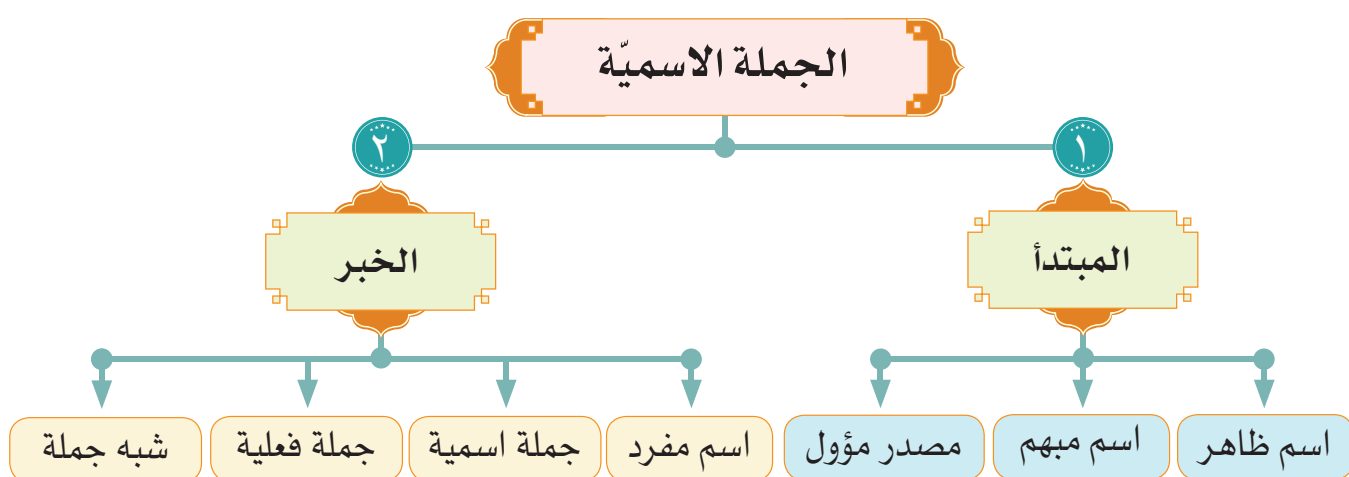 الجملة الاسميّة
١
٢
المبتدأ
الخبر
اسم ظاهر
اسم مبهم
مصدر مؤول
اسم مفرد
جملة اسمية
جملة فعلية
شبه جملة